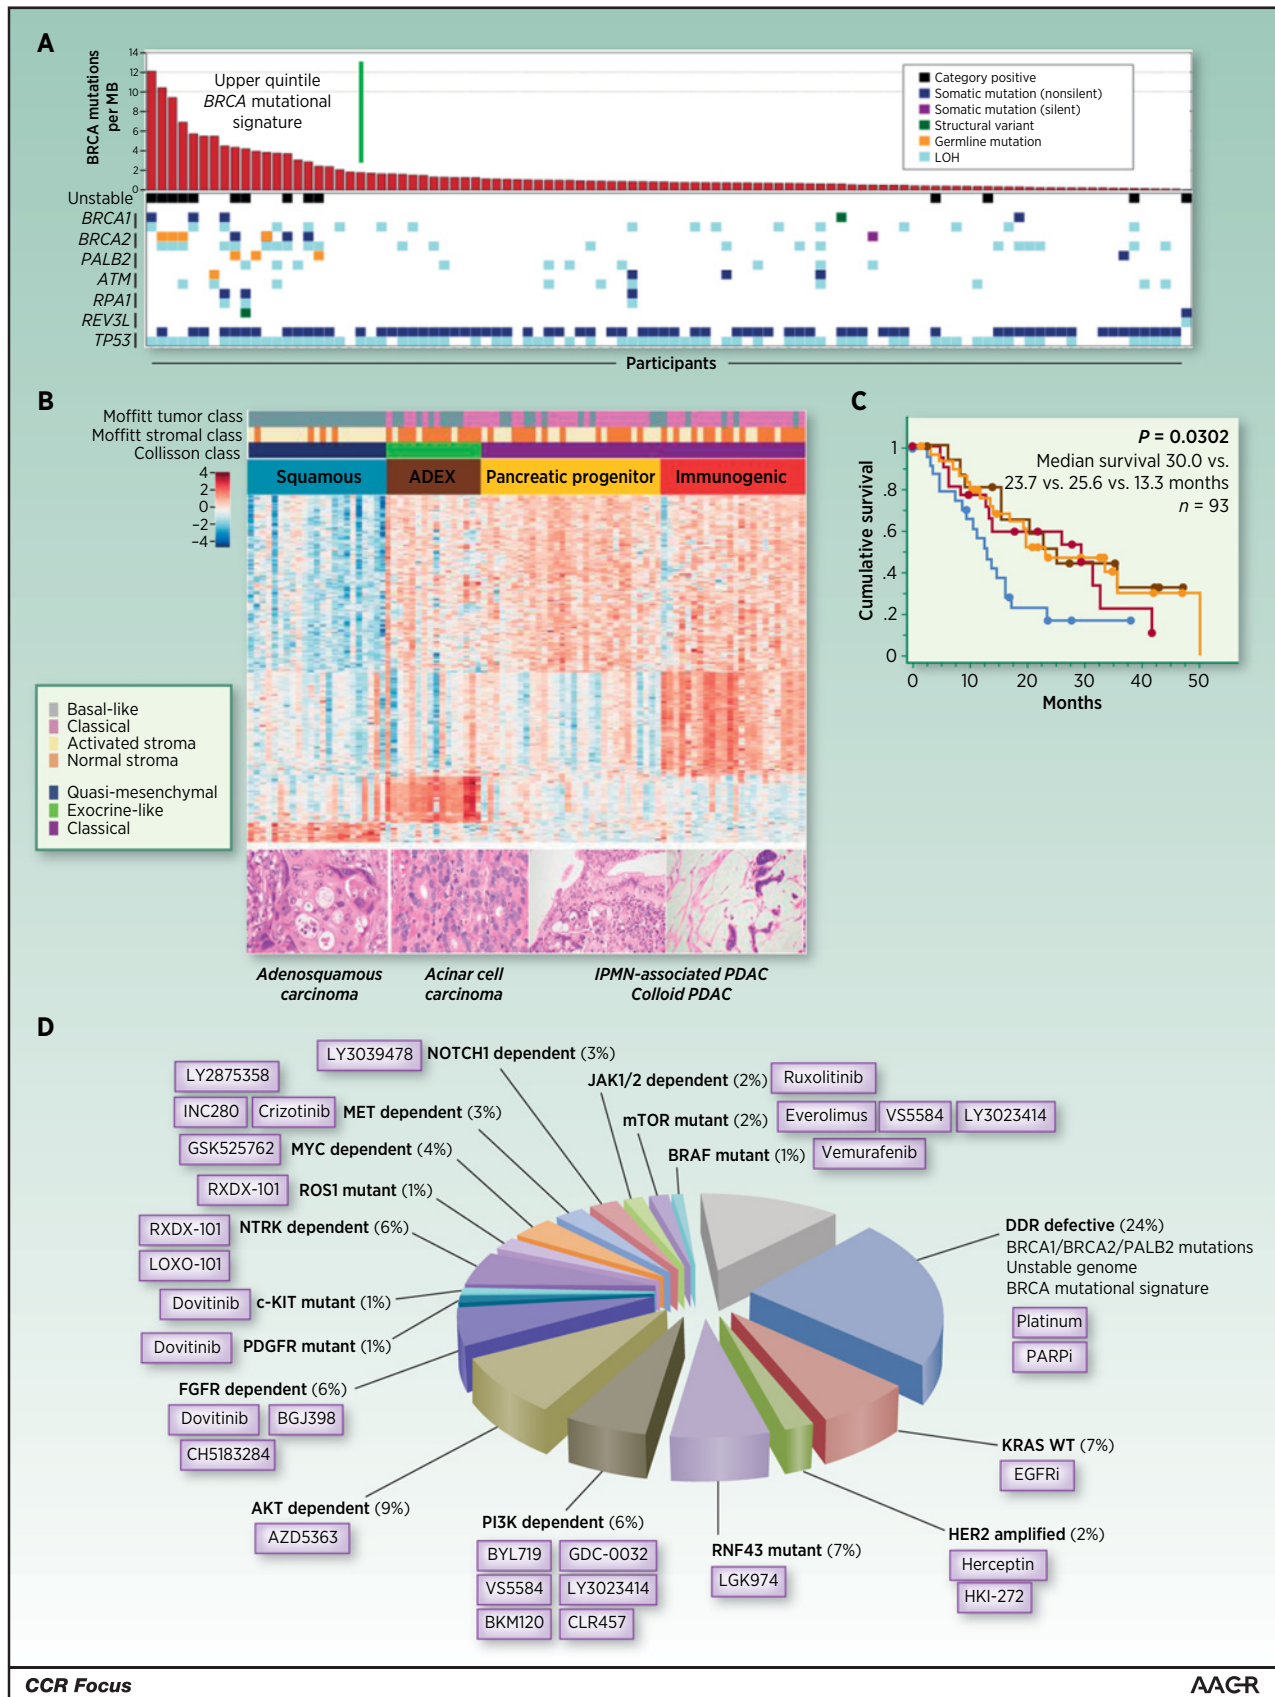 A
BRCA mutations
per MB
14
12
10
8
6
4
2
0
Upper quintile
BRCA mutational
signature
Category positive
Somatic mutation (nonsilent)
Somatic mutation (silent)
Structural variant
Germline mutation
LOH
Unstable
BRCA1
BRCA2
PALB2
ATM
RPA1
REV3L
TP53
Participants
B
Moffitt tumor class
Moffitt stromal class
Collisson class
4
2
0
−2
−4
Squamous
ADEX
Pancreatic progenitor
Immunogenic
Basal-like
Classical
Activated stroma
Normal stroma
Quasi-mesenchymal
Exocrine-like
Classical
Adenosquamous
carcinoma
Acinar cell
carcinoma
IPMN-associated PDAC
Colloid PDAC
C
Cumulative survival
1
.8
.6
.4
.2
0
P = 0.0302
Median survival 30.0 vs.
23.7 vs. 25.6 vs. 13.3 months
n = 93
0 10 20 30 40 50
Months
D
LY3039478 NOTCH1 dependent (3%)
JAK1/2 dependent (2%) Ruxolitinib
LY2875358
INC280 Crizotinib MET dependent (3%)
mTOR mutant (2%) Everolimus VS5584 LY3023414
GSK525762 MYC dependent (4%)
BRAF mutant (1%) Vemurafenib
RXDX-101 ROS1 mutant (1%)
RXDX-101 NTRK dependent (6%)
LOXO-101
DDR defective (24%)
BRCA1/BRCA2/PALB2 mutations
Unstable genome
BRCA mutational signature
Platinum
PARPi
Dovitinib c-KIT mutant (1%)
Dovitinib PDGFR mutant (1%)
FGFR dependent (6%)
Dovitinib BGJ398
CH5183284
KRAS WT (7%)
EGFRi
AKT dependent (9%)
AZD5363
PI3K dependent (6%)
BYL719 GDC-0032
VS5584 LY3023414
BKM120 CLR457
RNF43 mutant (7%)
LGK974
HER2 amplified (2%)
Herceptin
HKI-272
CCR Focus
AACR